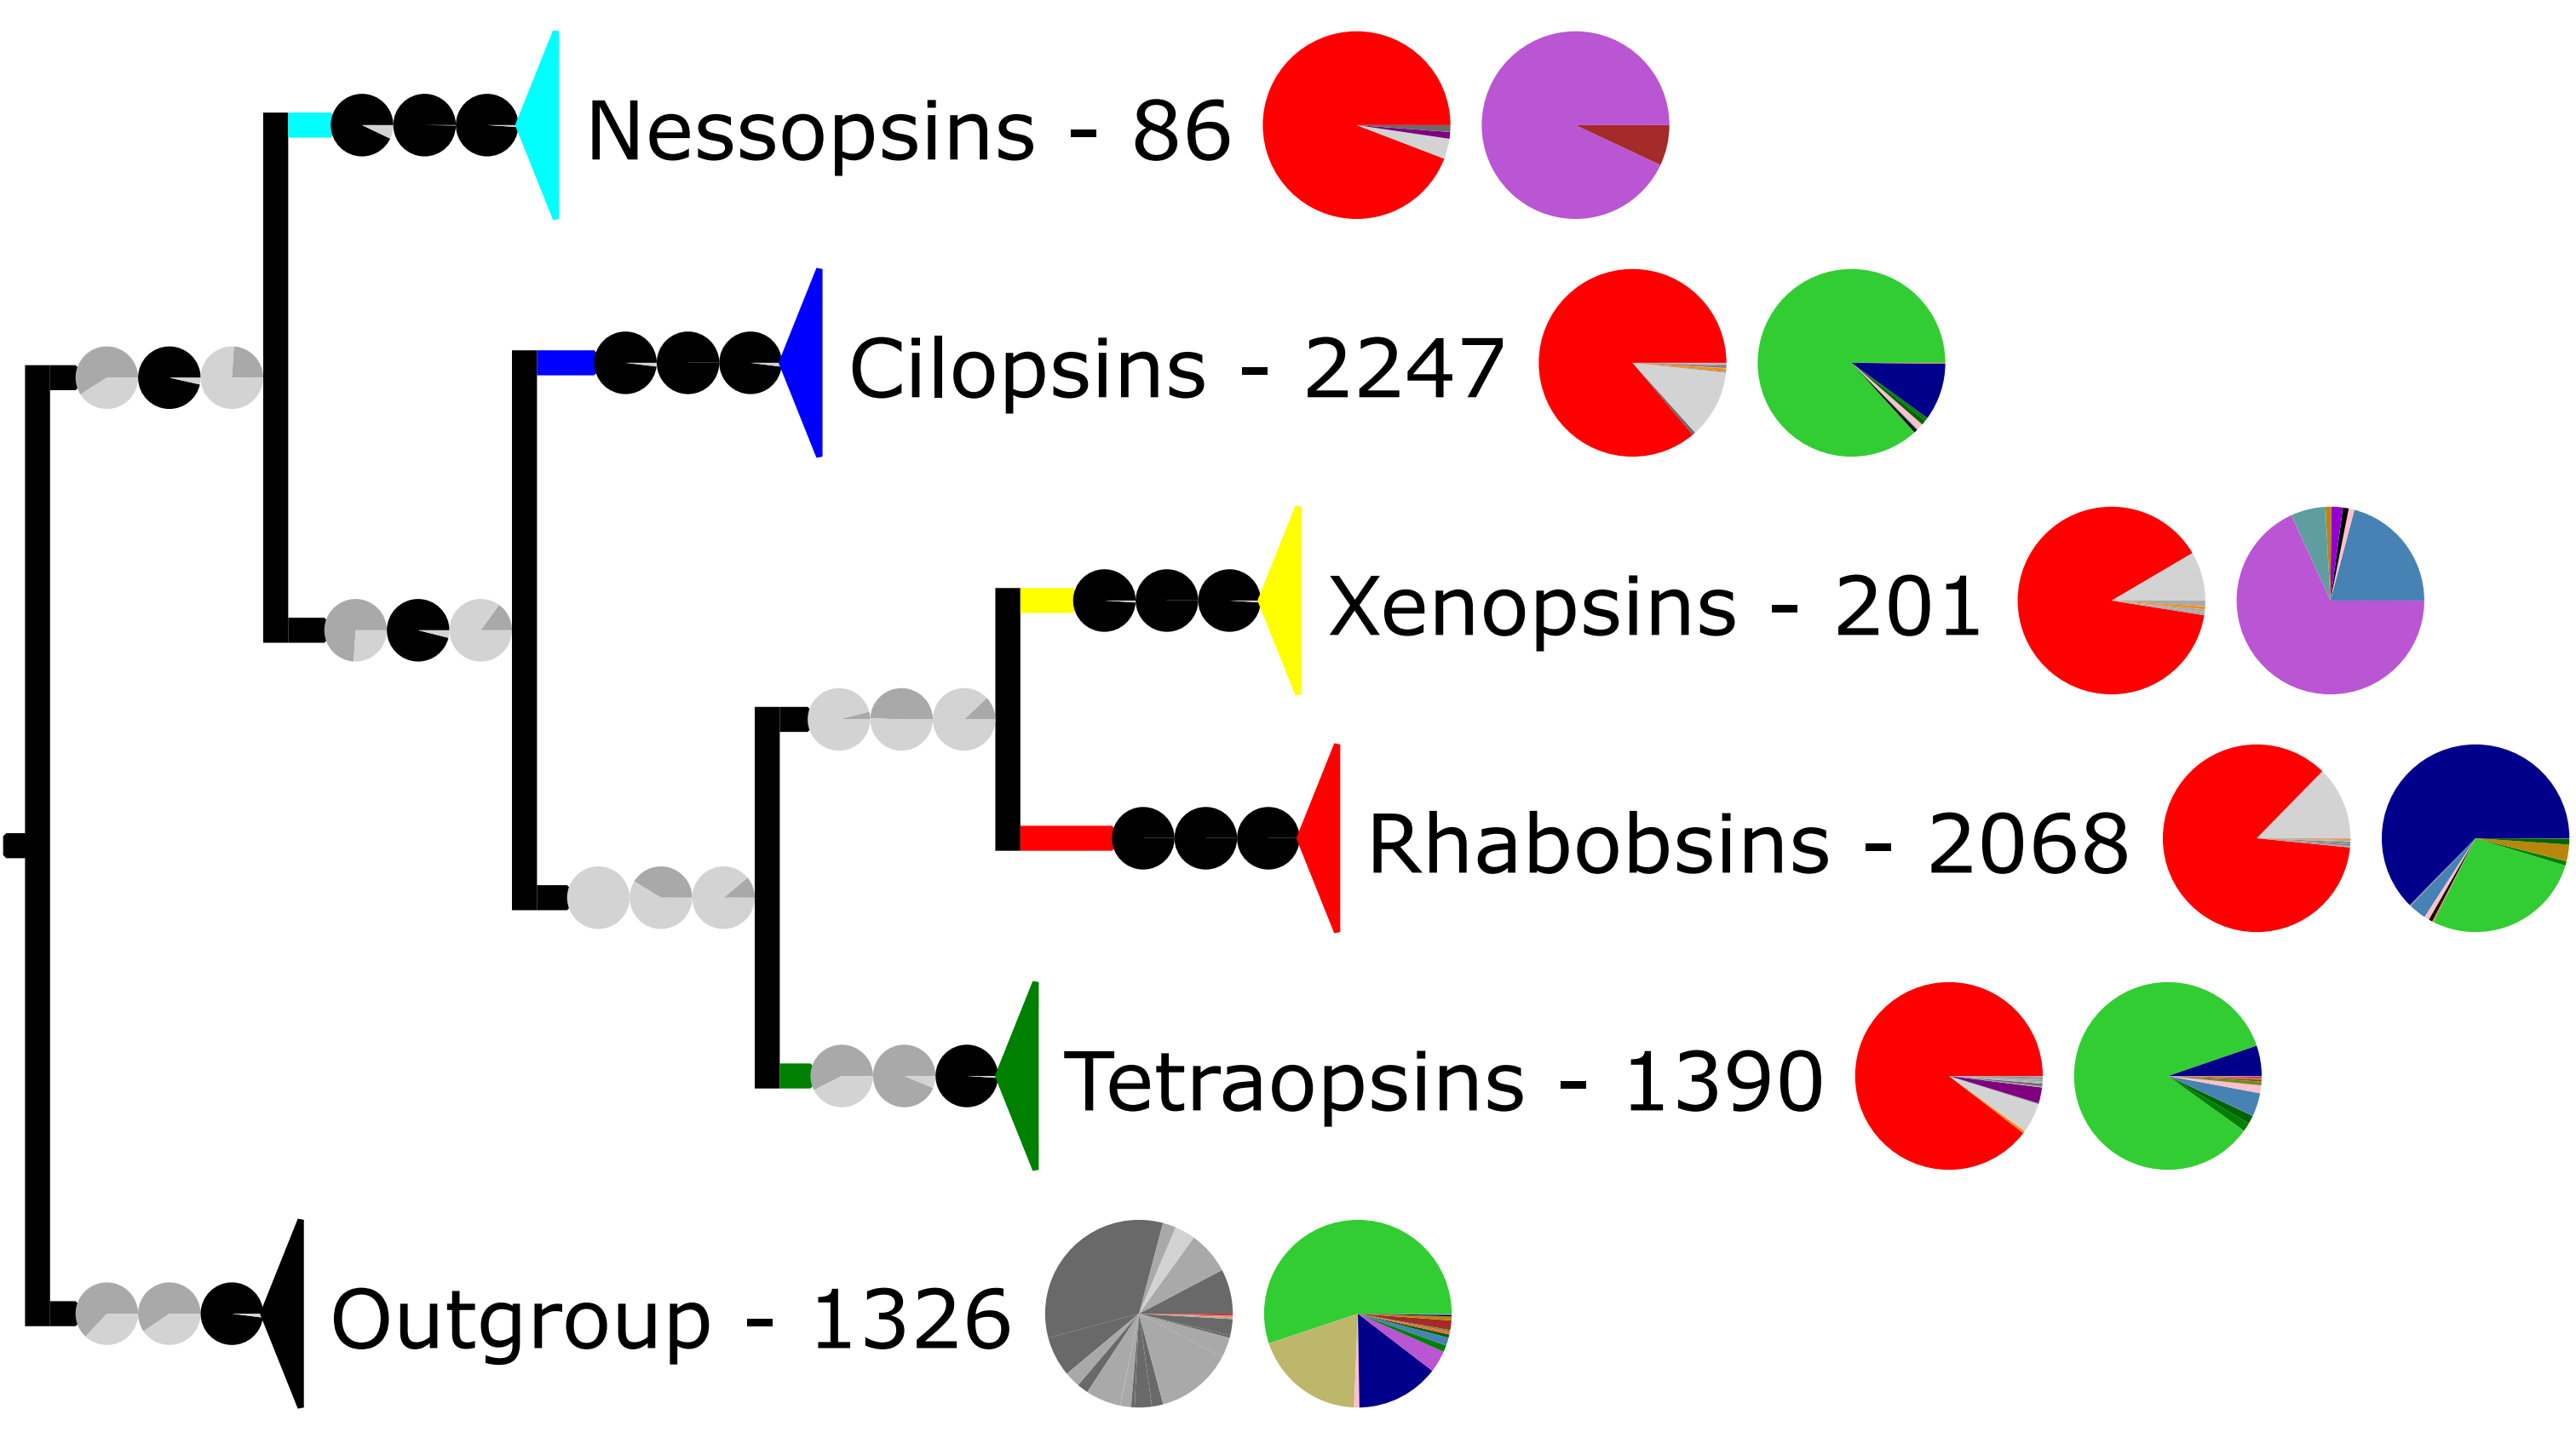 Nessopsins - 86
Cilopsins - 2247
Xenopsins - 201
Rhabobsins - 2068
Tetraopsins - 1390
Outgroup - 1326